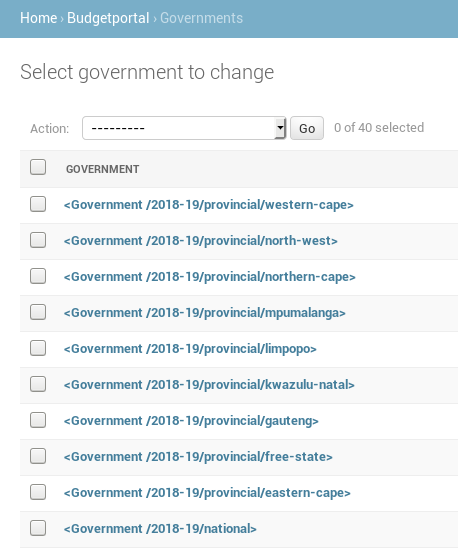 Home › Budgetportal › Governments
Select government to change
Action: --------- Go 0 of 40 selected
GOVERNMENT
<Government /2018-19/provincial/western-cape>
<Government /2018-19/provincial/north-west>
<Government /2018-19/provincial/northern-cape>
<Government /2018-19/provincial/mpumalanga>
<Government /2018-19/provincial/limpopo>
<Government /2018-19/provincial/kwazulu-natal>
<Government /2018-19/provincial/gauteng>
<Government /2018-19/provincial/free-state>
<Government /2018-19/provincial/eastern-cape>
<Government /2018-19/national>